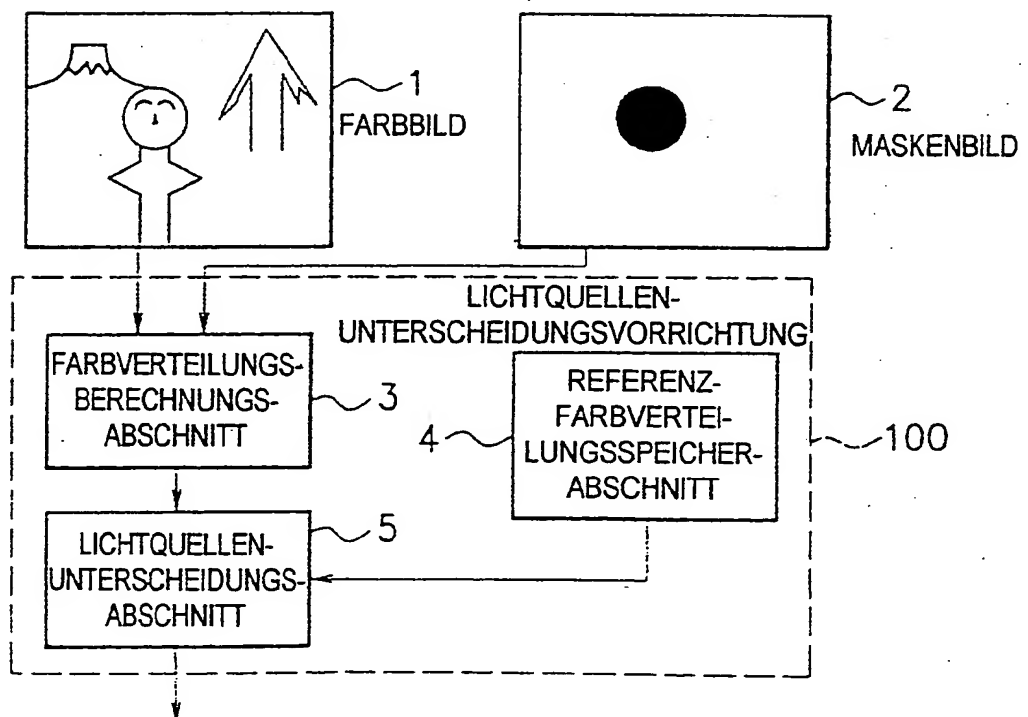 1
FARBBILD
2
MASKENBILD
LICHTQUELLEN-
UNTERSCHEIDUNGSVORRICHTUNG
FARBVERTEILUNGS-
BERECHNUNGS-
ABSCHNITT
3
4
REFERENZ-
FARBVERTEI-
LUNGSSPEICHER-
ABSCHNITT
100
5
LICHTQUELLEN-
UNTERSCHEIDUNGS-
ABSCHNITT